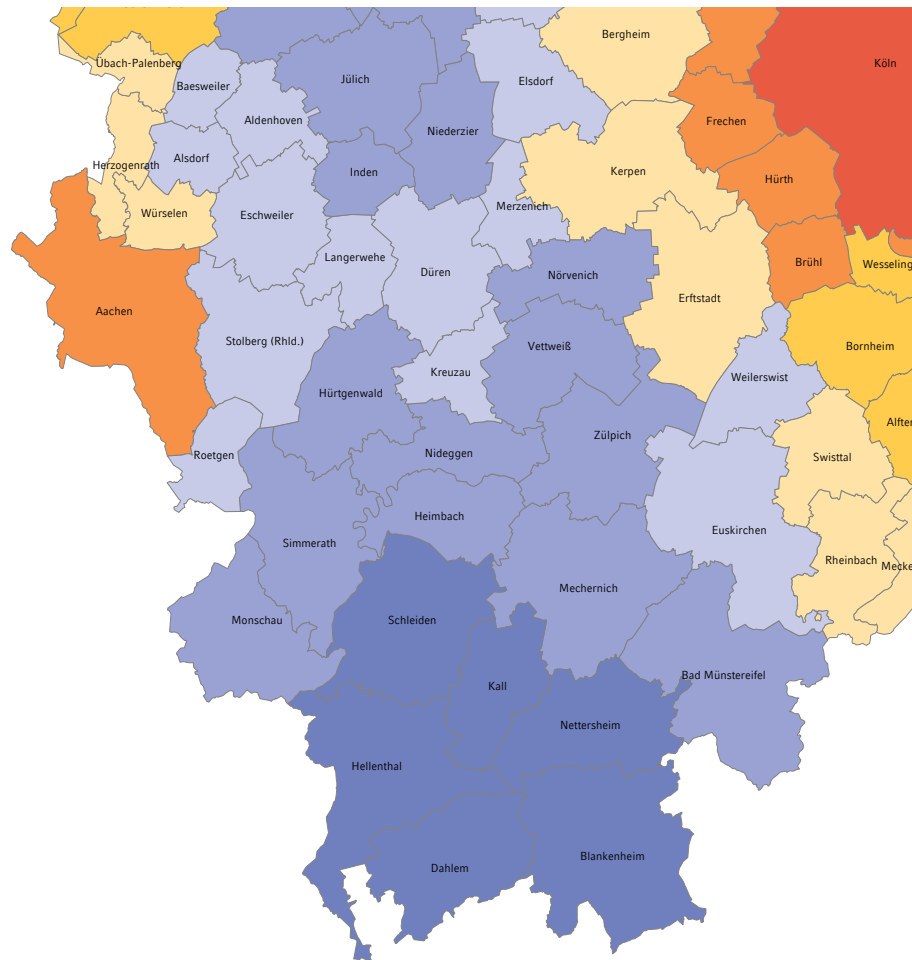 Bergheim
Köln
Übach-Palenberg
Jülich
Elsdorf
Baesweiler
Aldenhoven
Frechen
Niederzier
Alsdorf
Herzogenrath
Inden
Kerpen
Hürth
Würselen
Eschweiler
Merzenich
Langerwehe
Düren
Nörvenich
Brühl
Wesseling
Erftstadt
Aachen
Stolberg (Rhld.)
Vettweiß
Bornheim
Kreuzau
Weilerswist
Hürtgenwald
Alfter
Zülpich
Roetgen
Nideggen
Swisttal
Heimbach
Euskirchen
Simmerath
Rheinbach
Mecke
Mechernich
Monschau
Schleiden
Bad Münstereifel
Kall
Nettersheim
Hellenthal
Blankenheim
Dahlem